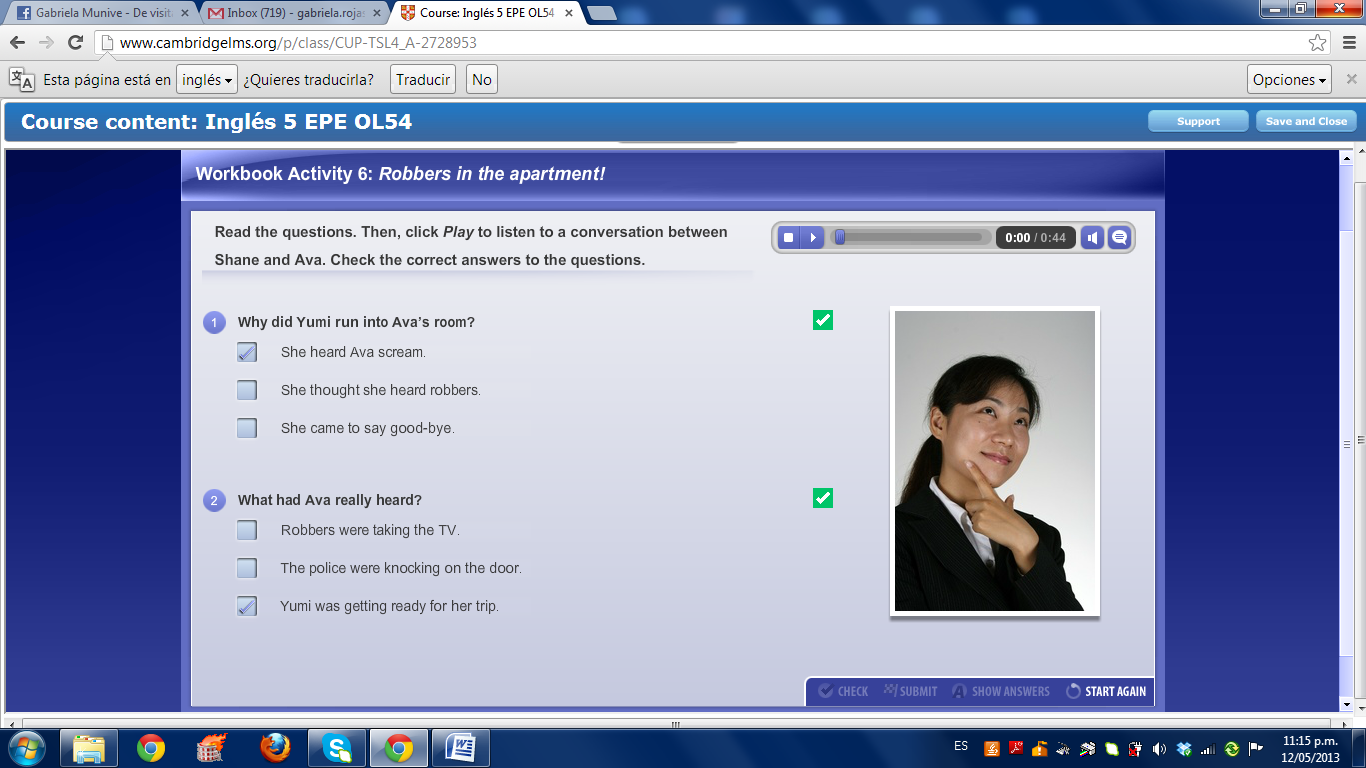 Gabriela Munive - De visit
Inbox (719) - gabriela.roja
Course: Inglés 5 EPE OL54
www.cambridgelms.org/p/class/CUP-TSL4_A-2728953
Esta página está en inglés ¿Quieres traducirla? Traducir No Opciones
Course content: Inglés 5 EPE OL54
Support Save and Close
Workbook Activity 6: Robbers in the apartment!
Read the questions. Then, click Play to listen to a conversation between
Shane and Ava. Check the correct answers to the questions.
0:00 / 0:44
1 Why did Yumi run into Ava's room?
She heard Ava scream.
She thought she heard robbers.
She came to say good-bye.
2 What had Ava really heard?
Robbers were taking the TV.
The police were knocking on the door.
Yumi was getting ready for her trip.
CHECK SUBMIT SHOW ANSWERS START AGAIN
ES
11:15 p.m.
12/05/2013